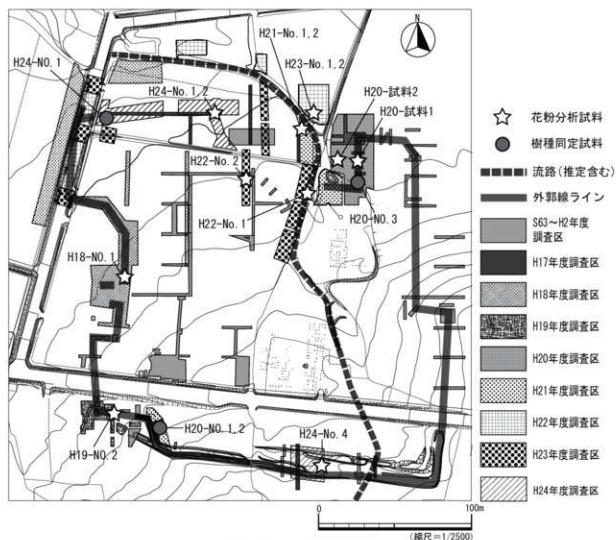 N
H21-No.1,2
H23-No.1,2
H24-NO.1
H24-No.1,2
H20-試料2
H20-試料1
H22-No.2
H22-No.1
H20-NO.3
H18-NO.1
H24-No.4
H20-NO.1,2
H19-NO.2
花粉分析試料
樹種同定試料
流路(推定含む)
外郭線ライン
S63~H2年度
調査区
H17年度調査区
H18年度調査区
H19年度調査区
H20年度調査区
H21年度調査区
H22年度調査区
H23年度調査区
H24年度調査区
0
100m
(縮尺=1/2500)